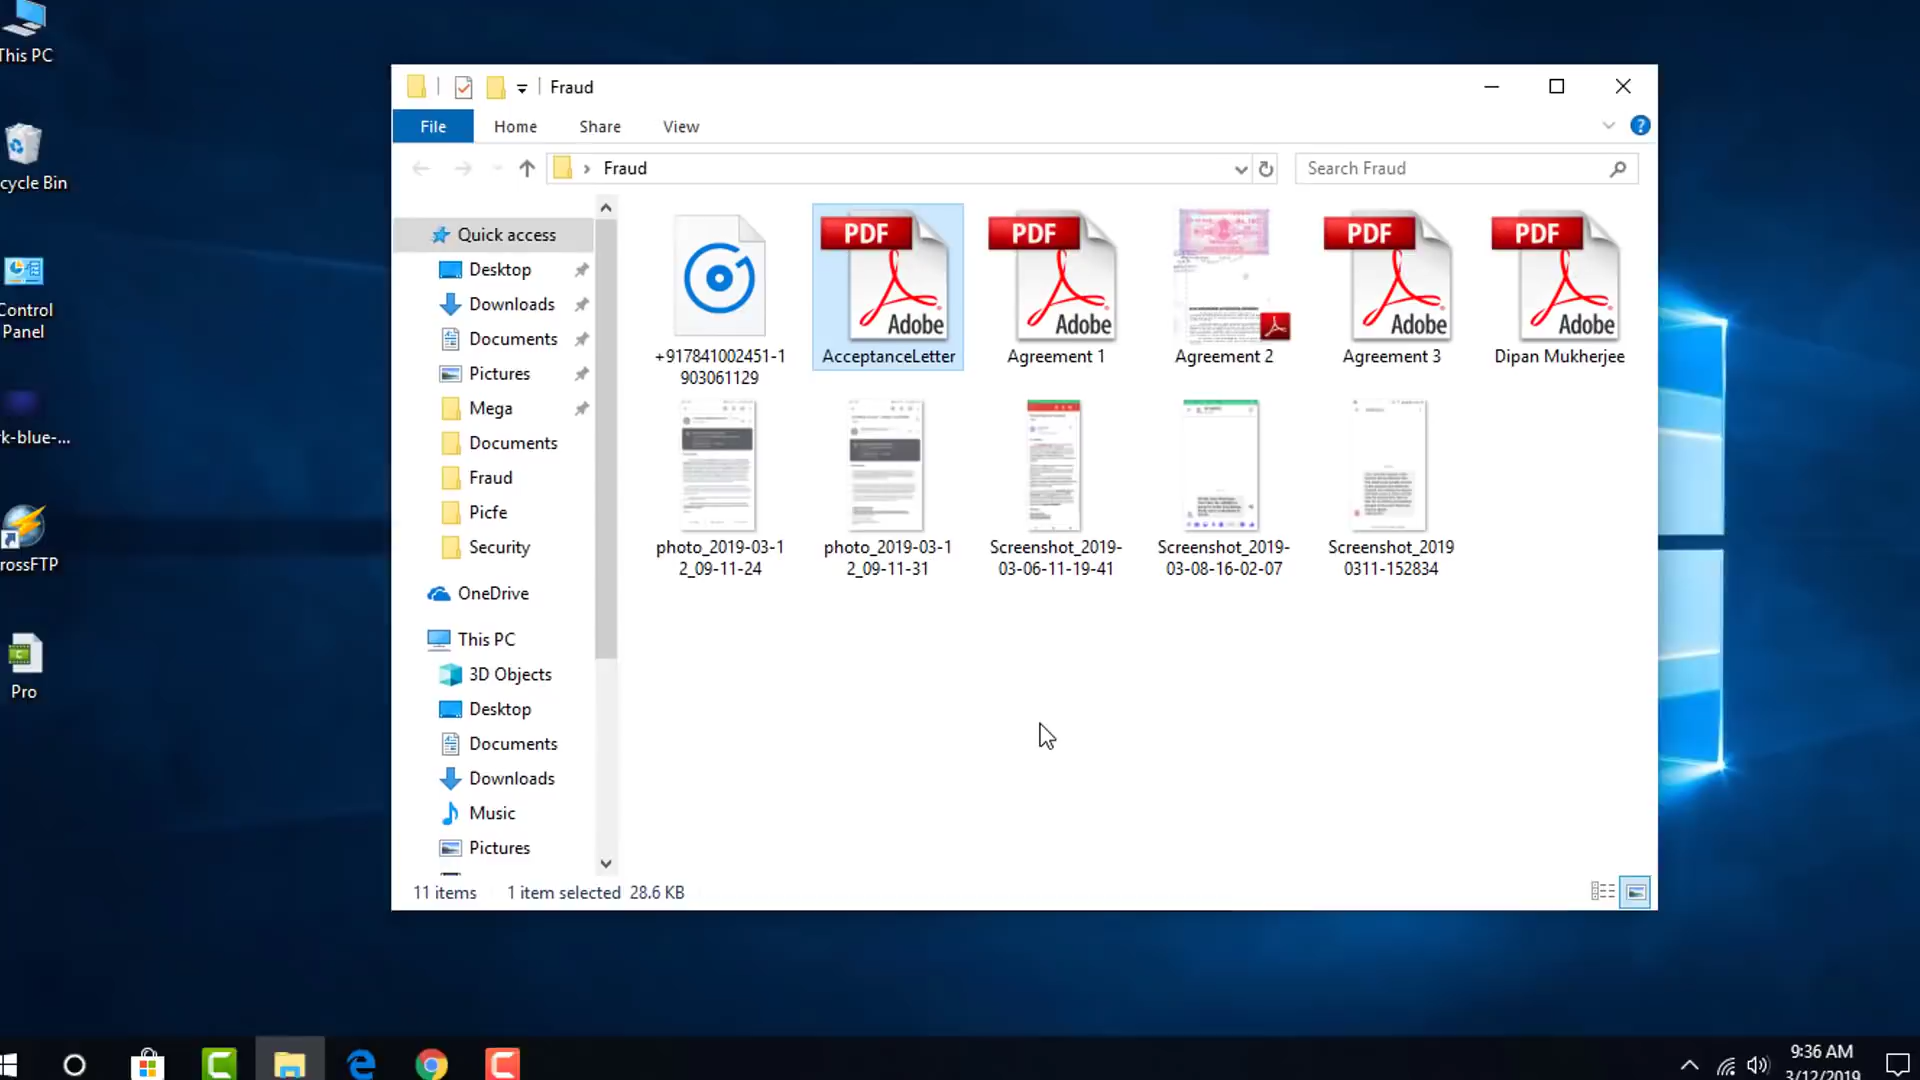 This PC
cycle Bin
Control
Panel
rk-blue-...
rossFTP
Pro
Fraud
File
Home
Share
View
Fraud
Search Fraud
Quick access
Desktop
Downloads
Documents
Pictures
Mega
Documents
Fraud
Picfe
Security
OneDrive
This PC
3D Objects
Desktop
Documents
Downloads
Music
Pictures
PDF
Adobe
PDF
Adobe
PDF
Adobe
PDF
Adobe
+917841002451-1
903061129
AcceptanceLetter
Agreement 1
Agreement 2
Agreement 3
Dipan Mukherjee
photo_2019-03-1
2_09-11-24
photo_2019-03-1
2_09-11-31
Screenshot_2019-
03-06-11-19-41
Screenshot_2019-
03-08-16-02-07
Screenshot_2019
0311-152834
11 items
1 item selected 28.6 KB
9:36 AM
3/12/2019